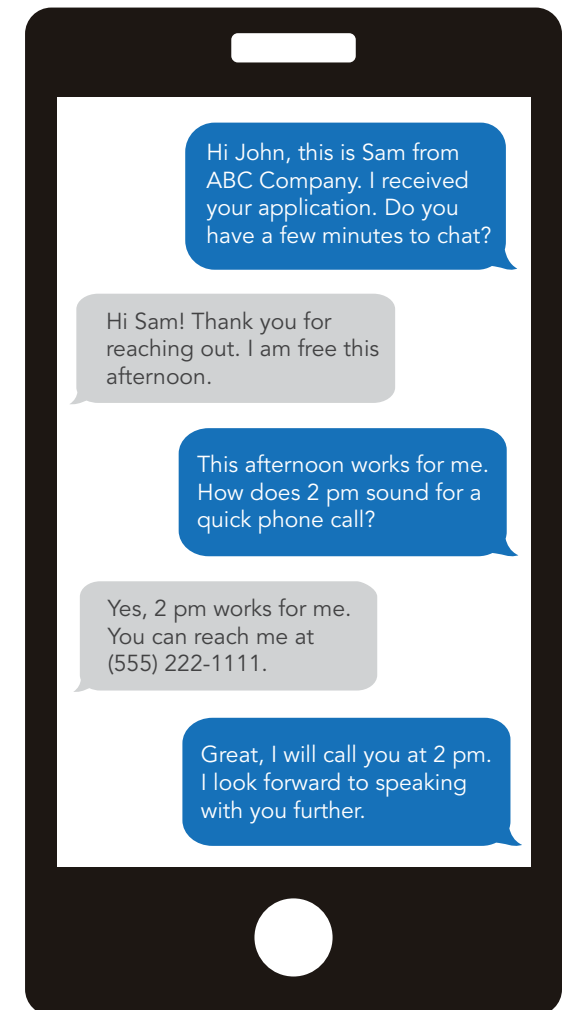 Hi John, this is Sam from
ABC Company. I received
your application. Do you
have a few minutes to chat?
Hi Sam! Thank you for
reaching out. I am free this
afternoon.
This afternoon works for me.
How does 2 pm sound for a
quick phone call?
Yes, 2 pm works for me.
You can reach me at
(555) 222-1111.
Great, I will call you at 2 pm.
I look forward to speaking
with you further.